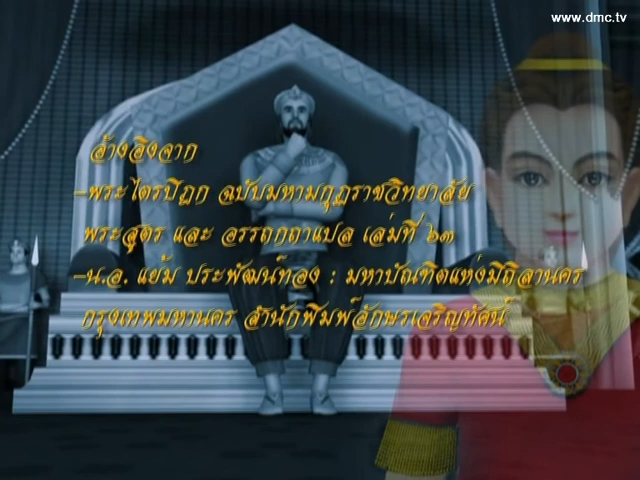 www.dmc.tv
อ้างอิงจาก
-พระไตรปิฎก ฉบับมหามกุฏราชวิทยาลัย
พระสูตร และ อรรถกถาแปล เล่มที่ ๖๓
-น.อ. แย้ม ประพัฒน์ทอง : มหาบัณฑิตแห่งมิถิลานคร
กรุงเทพมหานคร สำนักพิมพ์อักษรเจริญทัศน์